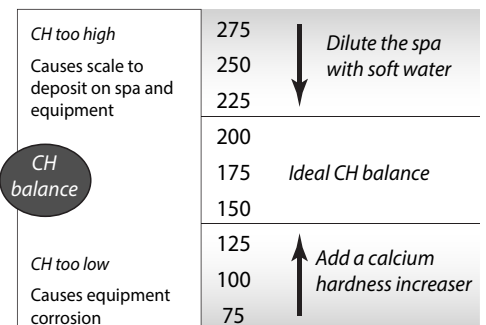 CH too high
Causes scale to
deposit on spa and
equipment
CH
balance
CH too low
Causes equipment
corrosion
275
250
225
200
175
150
125
100
75
Dilute the spa
with soft water
Ideal CH balance
Add a calcium
hardness increaser